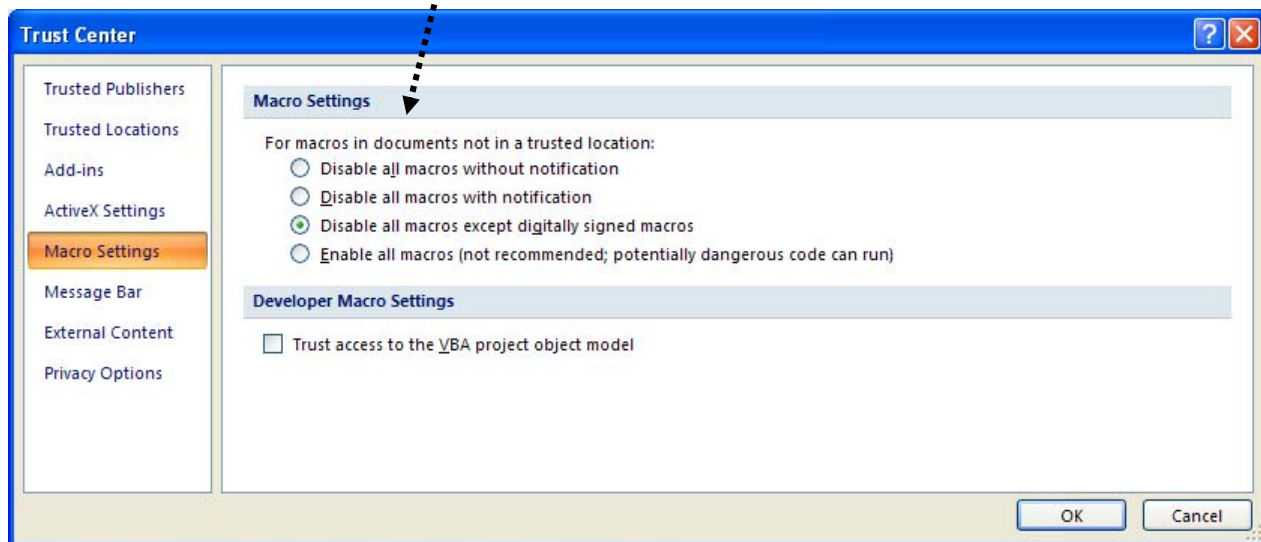 Trust Center
Trusted Publishers
Trusted Locations
Add-ins
ActiveX Settings
Macro Settings
Message Bar
External Content
Privacy Options
Macro Settings
For macros in documents not in a trusted location:
Disable all macros without notification
Disable all macros with notification
Disable all macros except digitally signed macros
Enable all macros (not recommended; potentially dangerous code can run)
Developer Macro Settings
Trust access to the VBA project object model
OK
Cancel